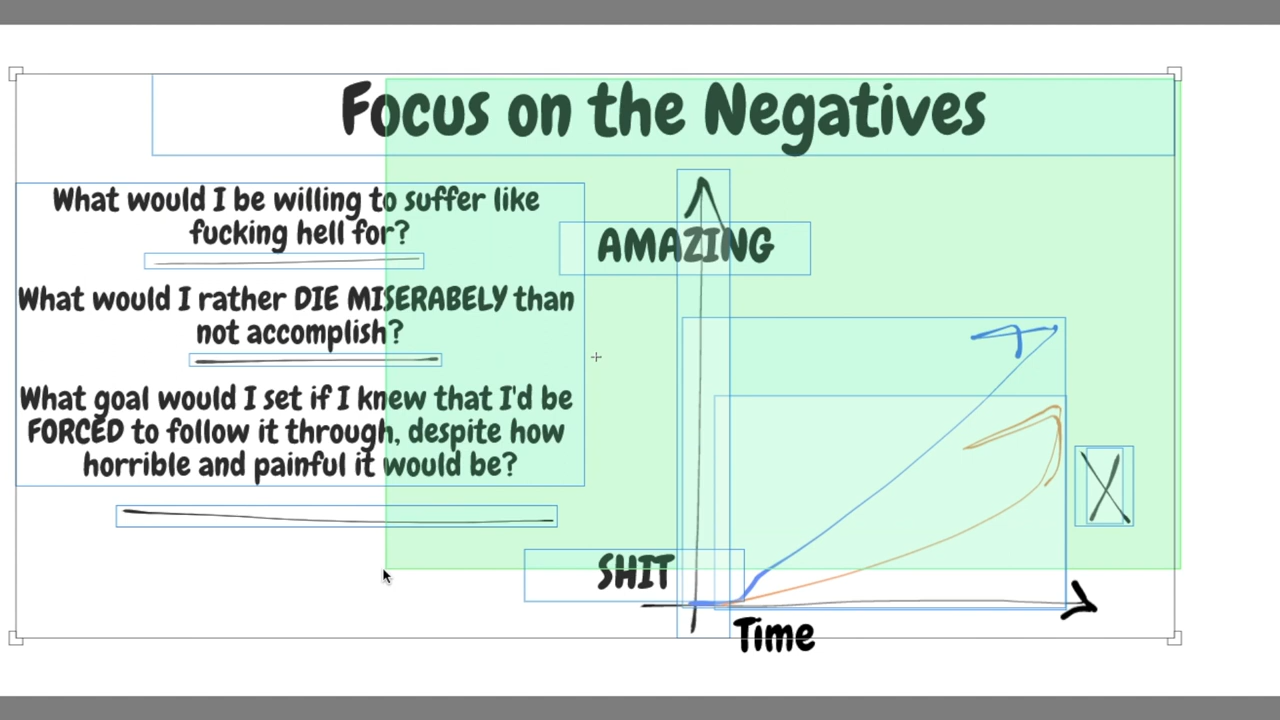 Focus on the Negatives
What would I be willing to suffer like
fucking hell for?
What would I rather DIE MISERABELY than
not accomplish?
What goal would I set if I knew that I'd be
FORCED to follow it through, despite how
horrible and painful it would be?
AMAZING
X
SHIT
Time